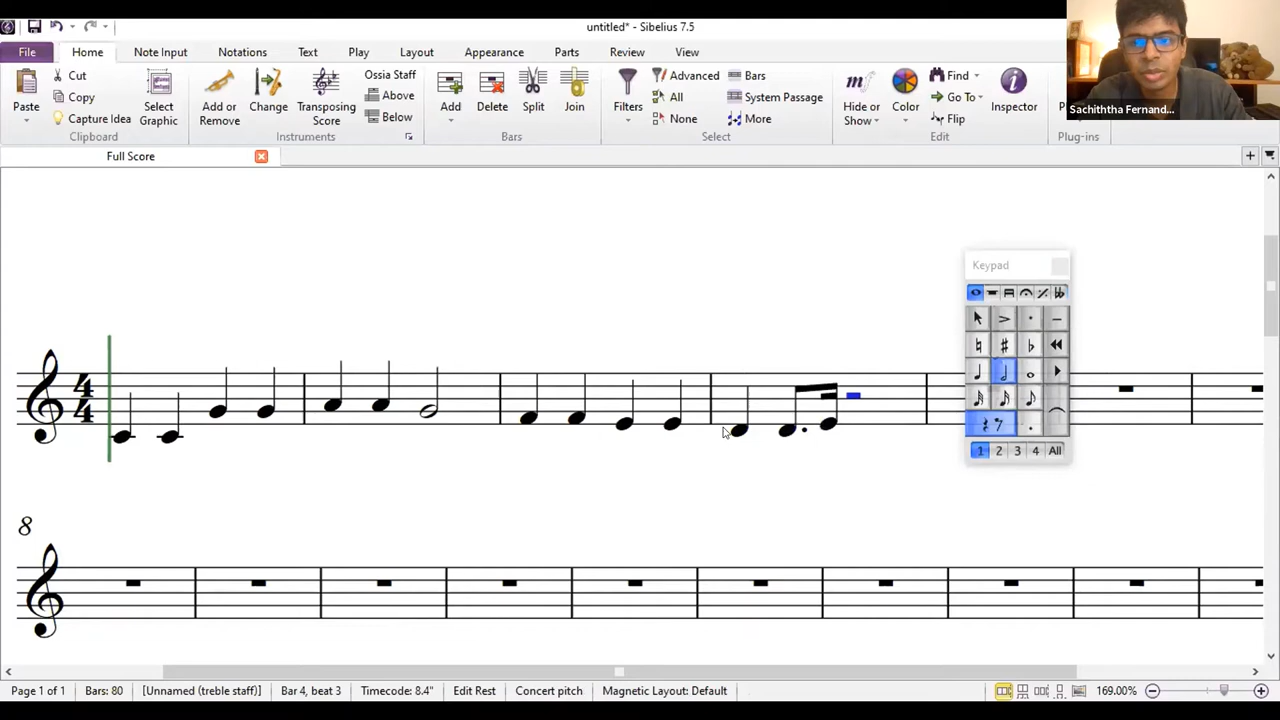 untitled* - Sibelius 7.5
File Home Note Input Notations Text Play Layout Appearance Parts Review View
Paste
Cut
Copy
Capture Idea
Select Graphic
Clipboard
Add or Remove
Change
Transposing Score
Ossia Staff
Above
Below
Instruments
Add
Delete
Split
Join
Bars
Filters
Advanced
All
None
Bars
System Passage
More
Select
Hide or Show
Color
Find
Go To
Flip
Inspector
Edit
Plug-ins
Sachiththa Fernand...
Full Score
Keypad
1 2 3 4 All
4
4
8
Page 1 of 1 Bars: 80 [Unnamed (treble staff)] Bar 4, beat 3 Timecode: 8.4" Edit Rest Concert pitch Magnetic Layout: Default 169.00%